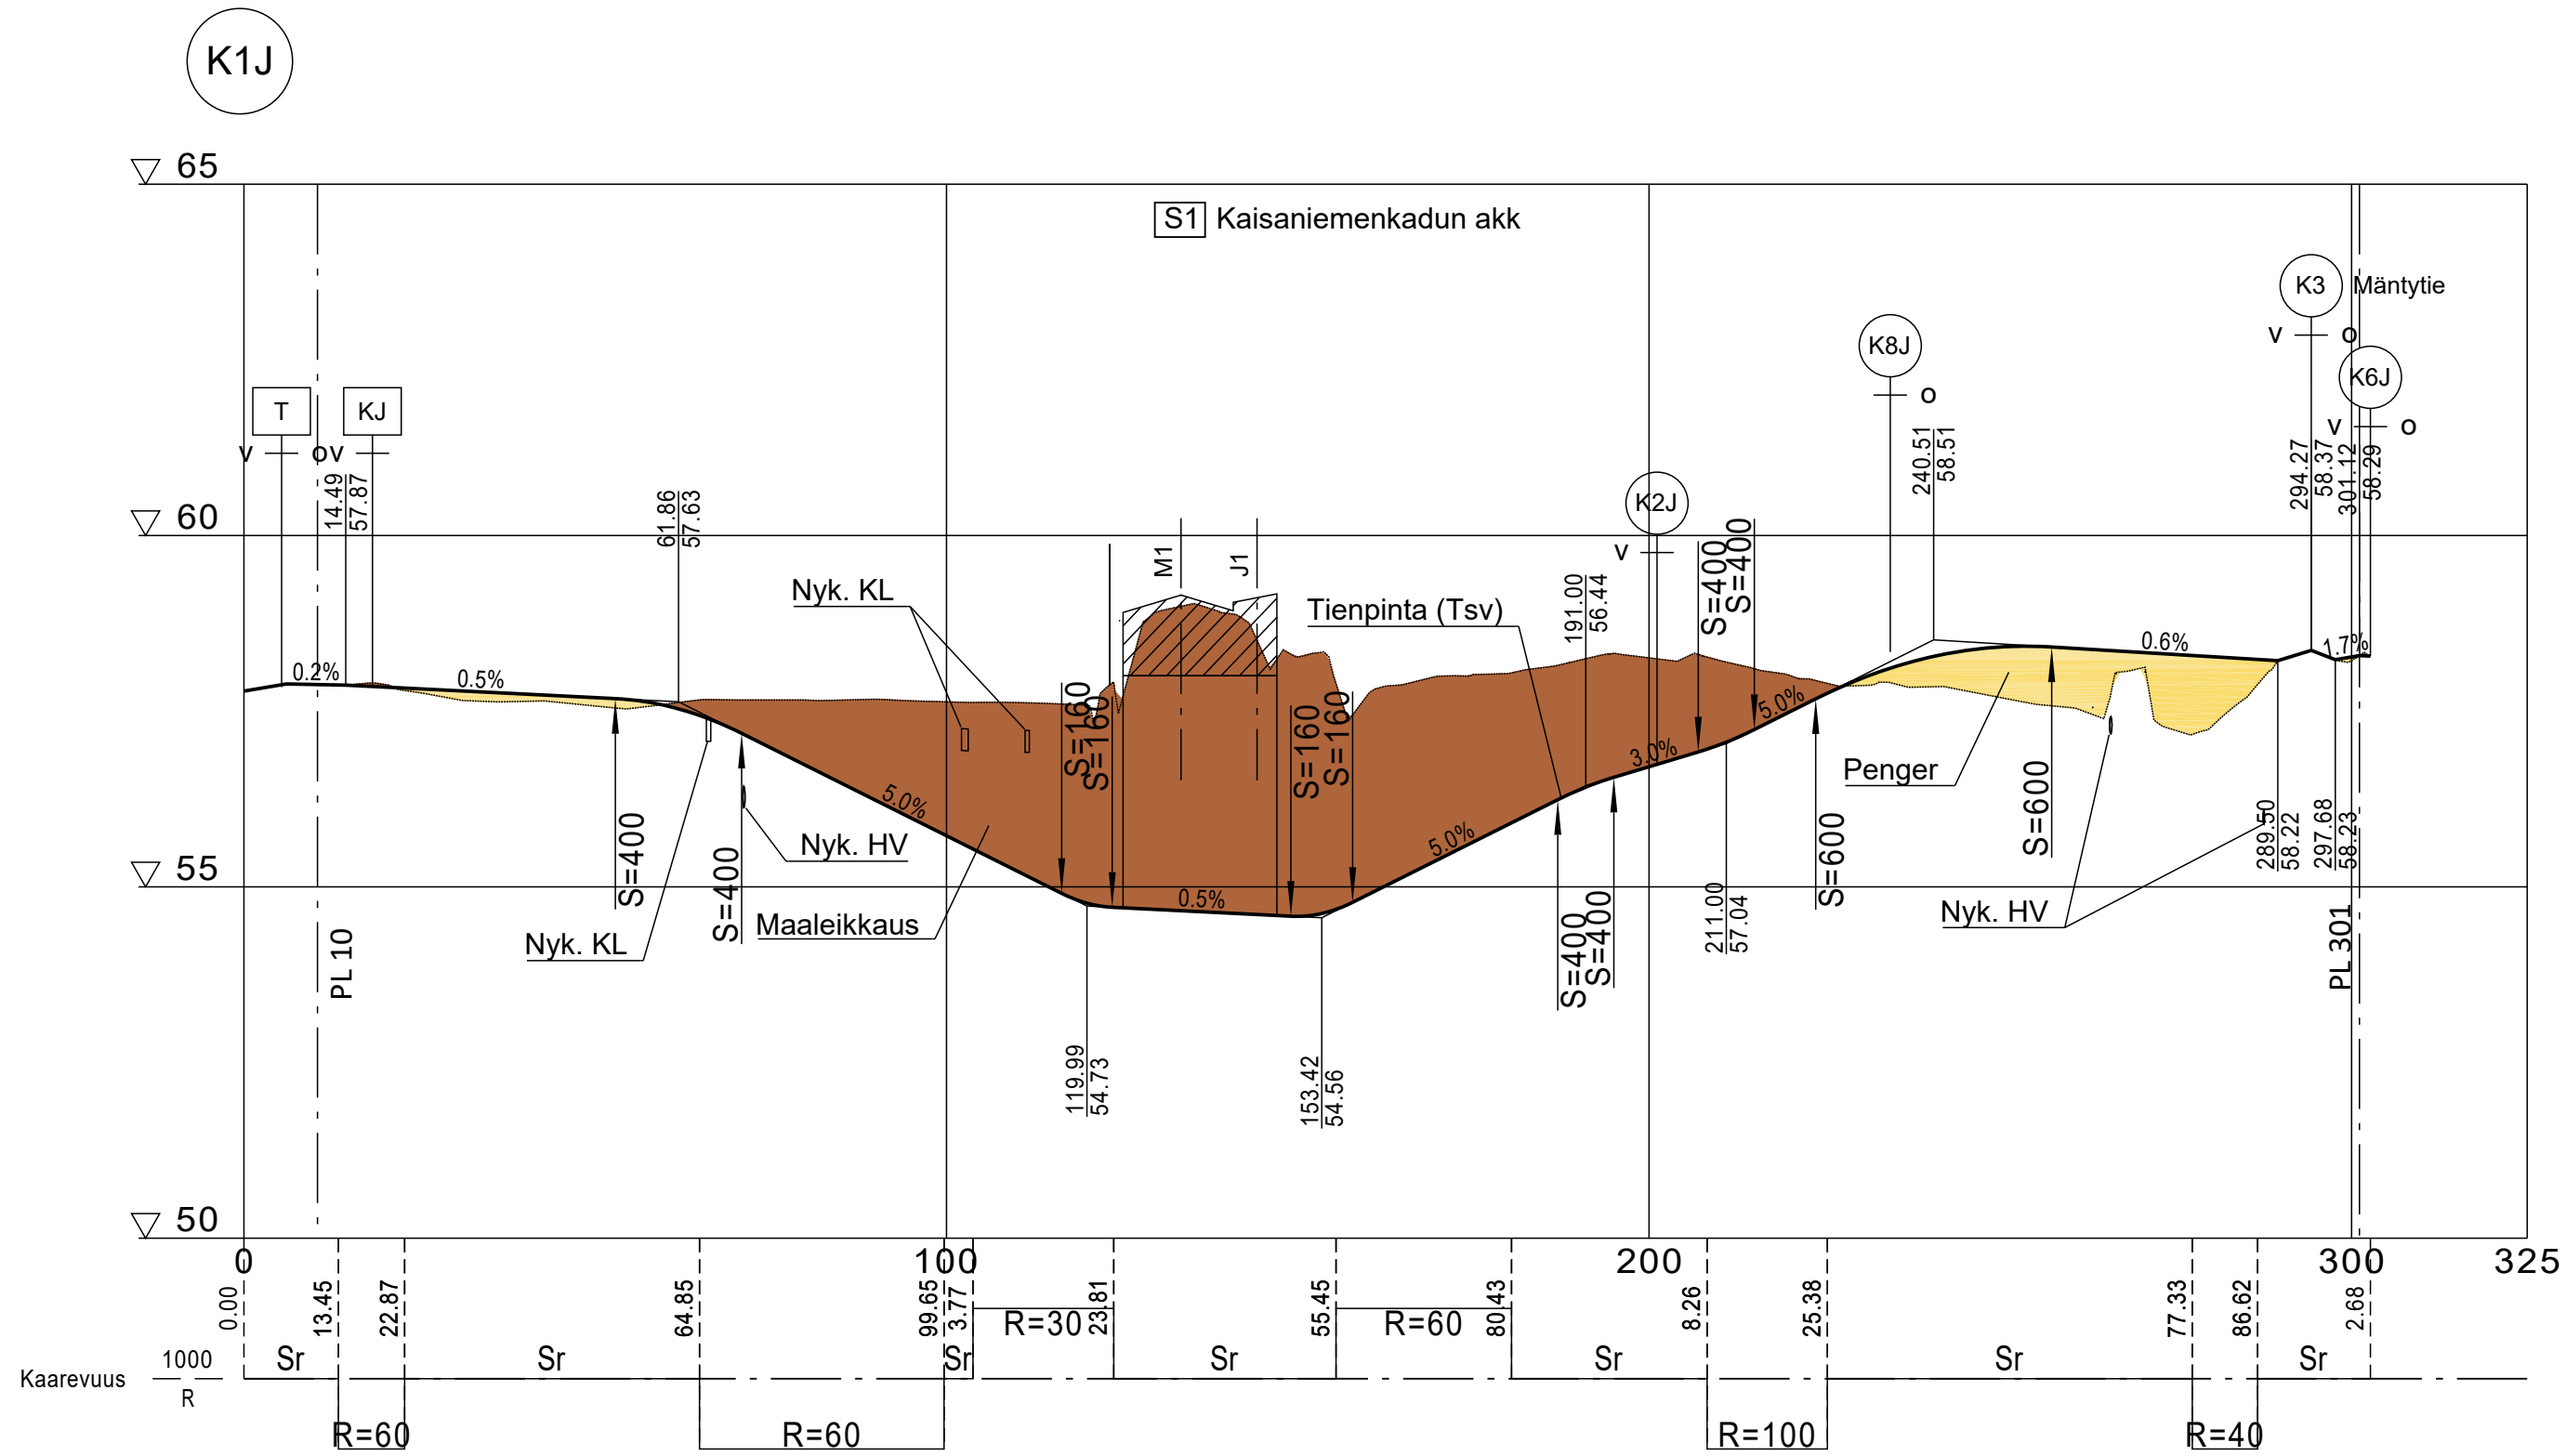 K1J
65
S1 Kaisaniemenkadun akk
K3 Mäntytie
v o
K8J
o
K6J
v o
T
KJ
v o v
14.49
57.87
61.86
57.63
240.51
58.51
294.27
58.37
301.12
58.29
60
K2J
v
M1
J1
Nyk. KL
Tienpinta (Tsv)
191.00
56.44
S=400
S=400
0.2%
0.5%
S=160
S=160
S=160
S=160
5.0%
3.0%
5.0%
5.0%
0.6%
1.7%
Penger
Nyk. HV
Maaleikkaus
Nyk. KL
S=400
S=400
55
0.5%
S=400
S=400
211.00
57.04
S=600
S=600
Nyk. HV
289.50
58.22
297.68
58.23
PL 10
PL 301
119.99
54.73
153.42
54.56
50
0 100 200 300 325
0.00
13.45
22.87
64.85
99.65
3.77
23.81
55.45
80.43
8.26
25.38
77.33
86.62
2.68
R=30 R=60
Kaarevuus 1000
R
Sr Sr Sr Sr Sr Sr Sr
R=60 R=60 R=100 R=40